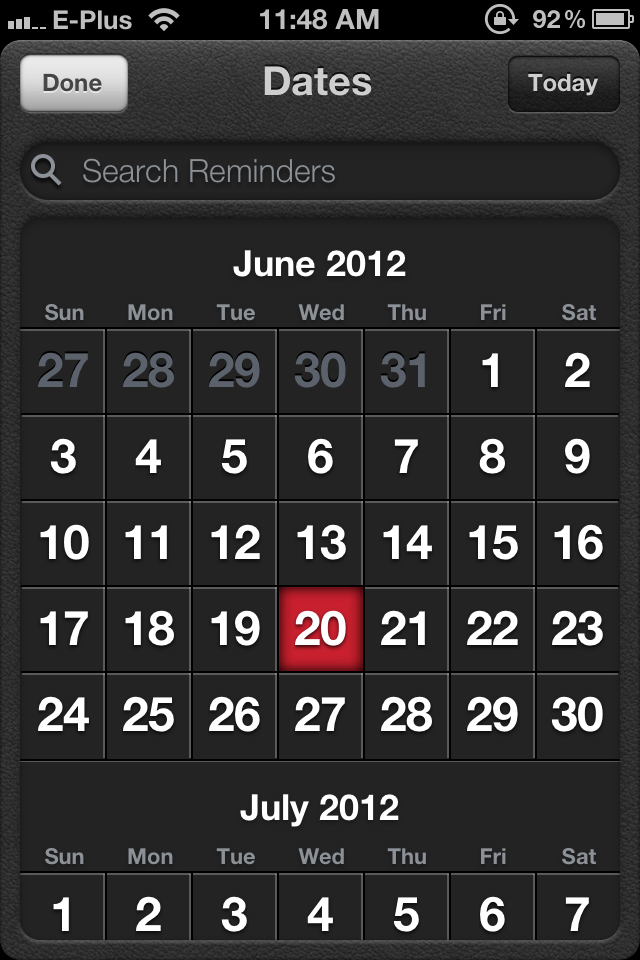 E-Plus 11:48 AM 92%
Done Dates Today
Search Reminders
June 2012
Sun Mon Tue Wed Thu Fri Sat
27 28 29 30 31 1 2
3 4 5 6 7 8 9
10 11 12 13 14 15 16
17 18 19 20 21 22 23
24 25 26 27 28 29 30
July 2012
Sun Mon Tue Wed Thu Fri Sat
1 2 3 4 5 6 7